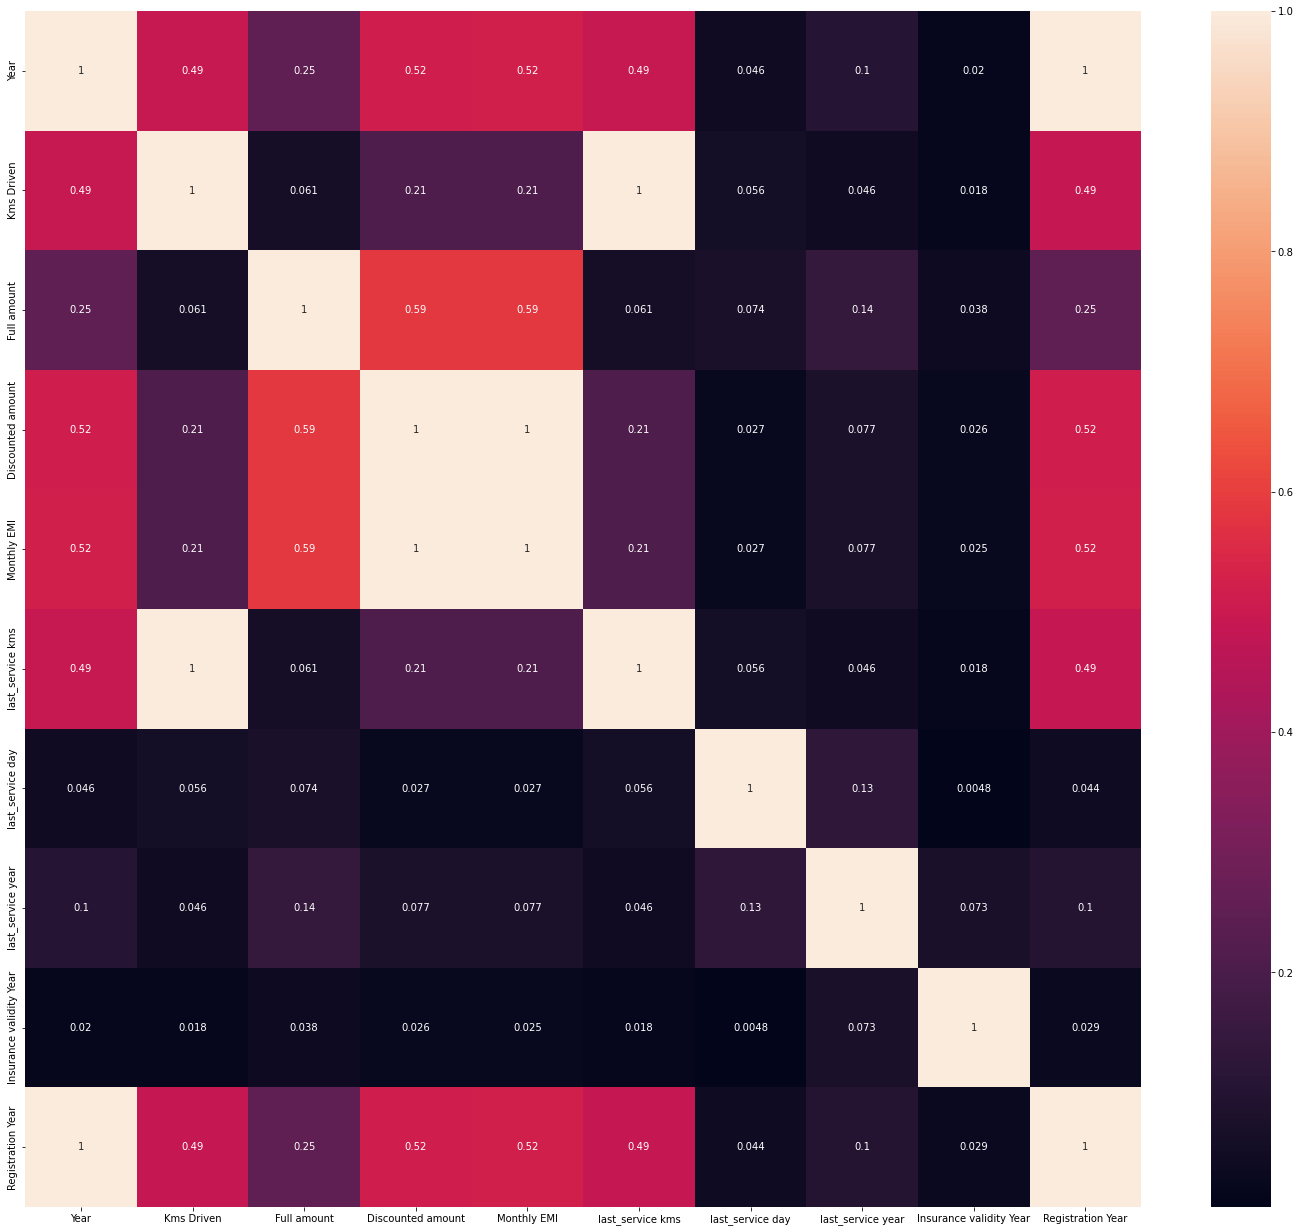 Year 1 0.49 0.25 0.52 0.52 0.49 0.046 0.1 0.02 1
Kms Driven 0.49 1 0.061 0.21 0.21 1 0.056 0.046 0.018 0.49
Full amount 0.25 0.061 1 0.59 0.59 0.061 0.074 0.14 0.038 0.25
Discounted amount 0.52 0.21 0.59 1 1 0.21 0.027 0.077 0.026 0.52
Monthly EMI 0.52 0.21 0.59 1 1 0.21 0.027 0.077 0.025 0.52
last_service kms 0.49 1 0.061 0.21 0.21 1 0.056 0.046 0.018 0.49
last_service day 0.046 0.056 0.074 0.027 0.027 0.056 1 0.13 0.0048 0.044
last_service year 0.1 0.046 0.14 0.077 0.077 0.046 0.13 1 0.073 0.1
Insurance validity Year 0.02 0.018 0.038 0.026 0.025 0.018 0.0048 0.073 1 0.029
Registration Year 1 0.49 0.25 0.52 0.52 0.49 0.044 0.1 0.029 1
Year Kms Driven Full amount Discounted amount Monthly EMI last_service kms last_service day last_service year Insurance validity Year Registration Year
1.0
0.8
0.6
0.4
0.2